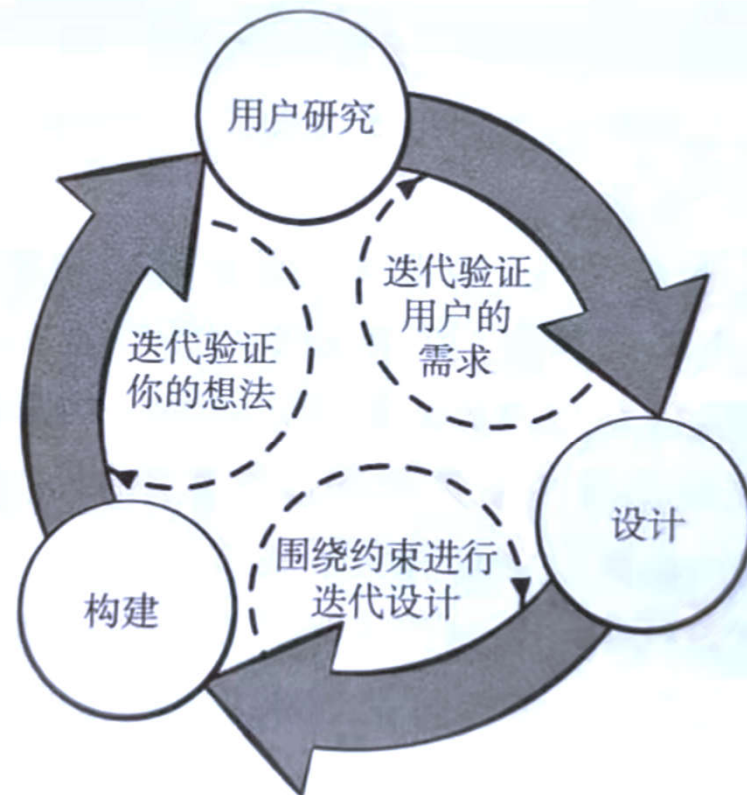 用户研究
迭代验证
用户的
需求
迭代验证
你的想法
设计
围绕约束进行
迭代设计
构建